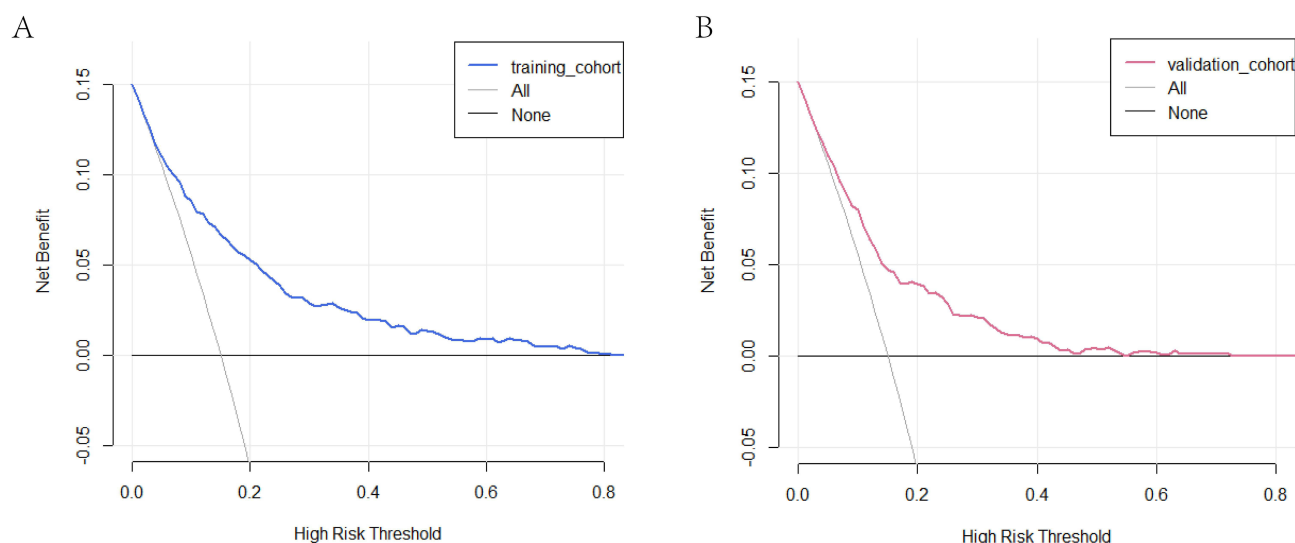 A
training_cohort
All
None
0.15
0.10
0.05
0.00
-0.05
Net Benefit
0.0 0.2 0.4 0.6 0.8
High Risk Threshold
B
validation_cohort
All
None
0.15
0.10
0.05
0.00
-0.05
Net Benefit
0.0 0.2 0.4 0.6 0.8
High Risk Threshold